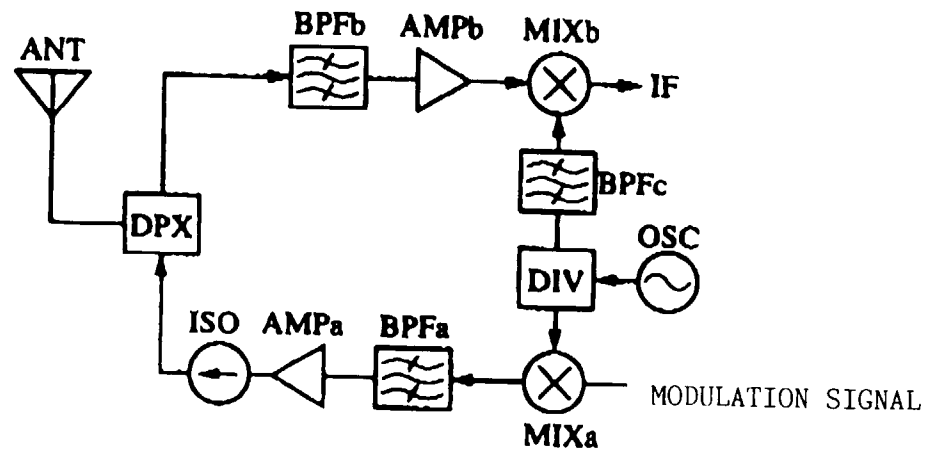 BPFb
AMPb
MIXb
ANT
IF
BPFc
DPX
OSC
DIV
ISO
AMPa
BPFa
MODULATION SIGNAL
MIXa